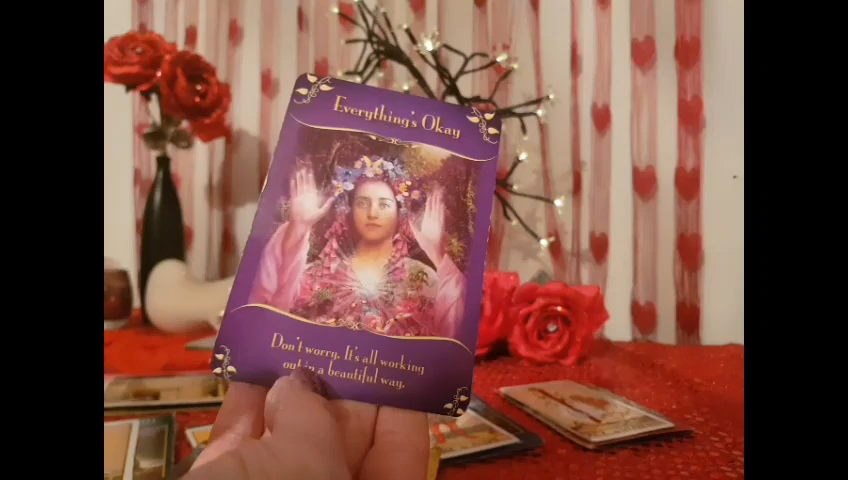 Everything's Okay
Don't worry. It's all working
out in a beautiful way.